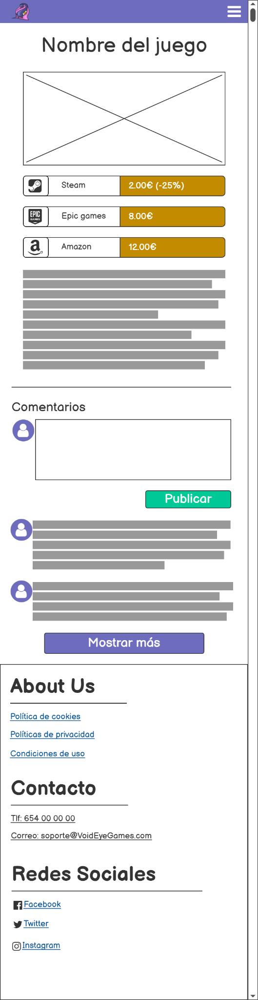 Nombre del juego
Steam
2.00€ (-25%)
EPIC
GAMES
Epic games
8.00€
a
Amazon
12.00€
Comentarios
Publicar
Mostrar más
About Us
Política de cookies
Políticas de privacidad
Condiciones de uso
Contacto
Tlf: 654 00 00 00
Correo: soporte@VoidEyeGames.com
Redes Sociales
Facebook
Twitter
Instagram